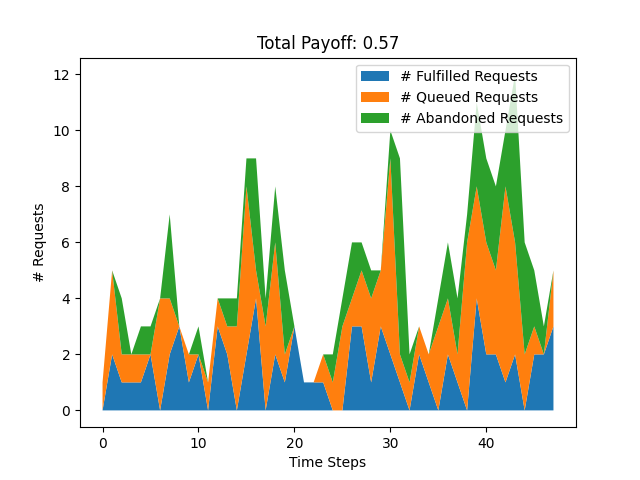 Total Payoff: 0.57
# Fulfilled Requests
# Queued Requests
# Abandoned Requests
12
10
8
6
4
2
0
# Requests
0 10 20 30 40
Time Steps